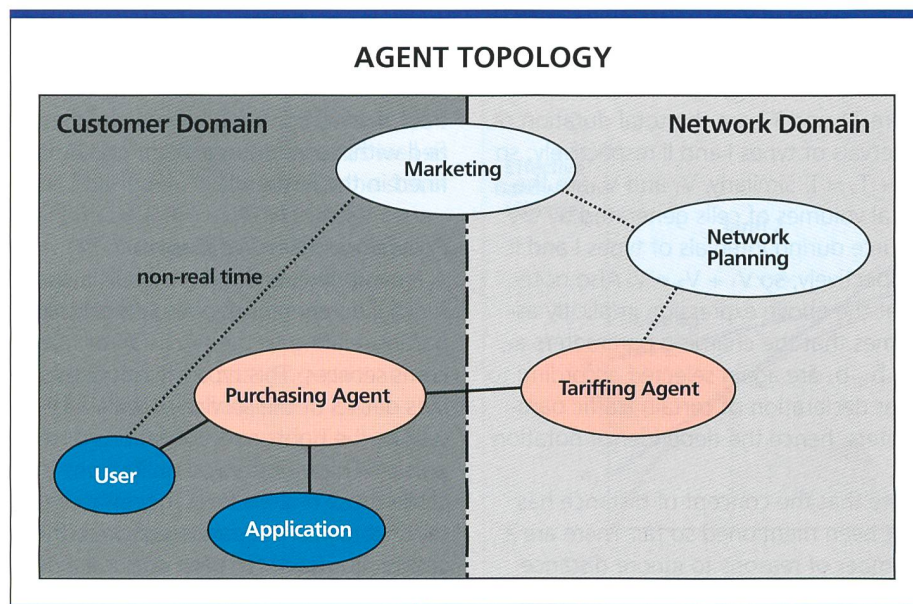 AGENT TOPOLOGY
Customer Domain
Network Domain
Marketing
Network
Planning
non-real time
Purchasing Agent
Tariffing Agent
User
Application